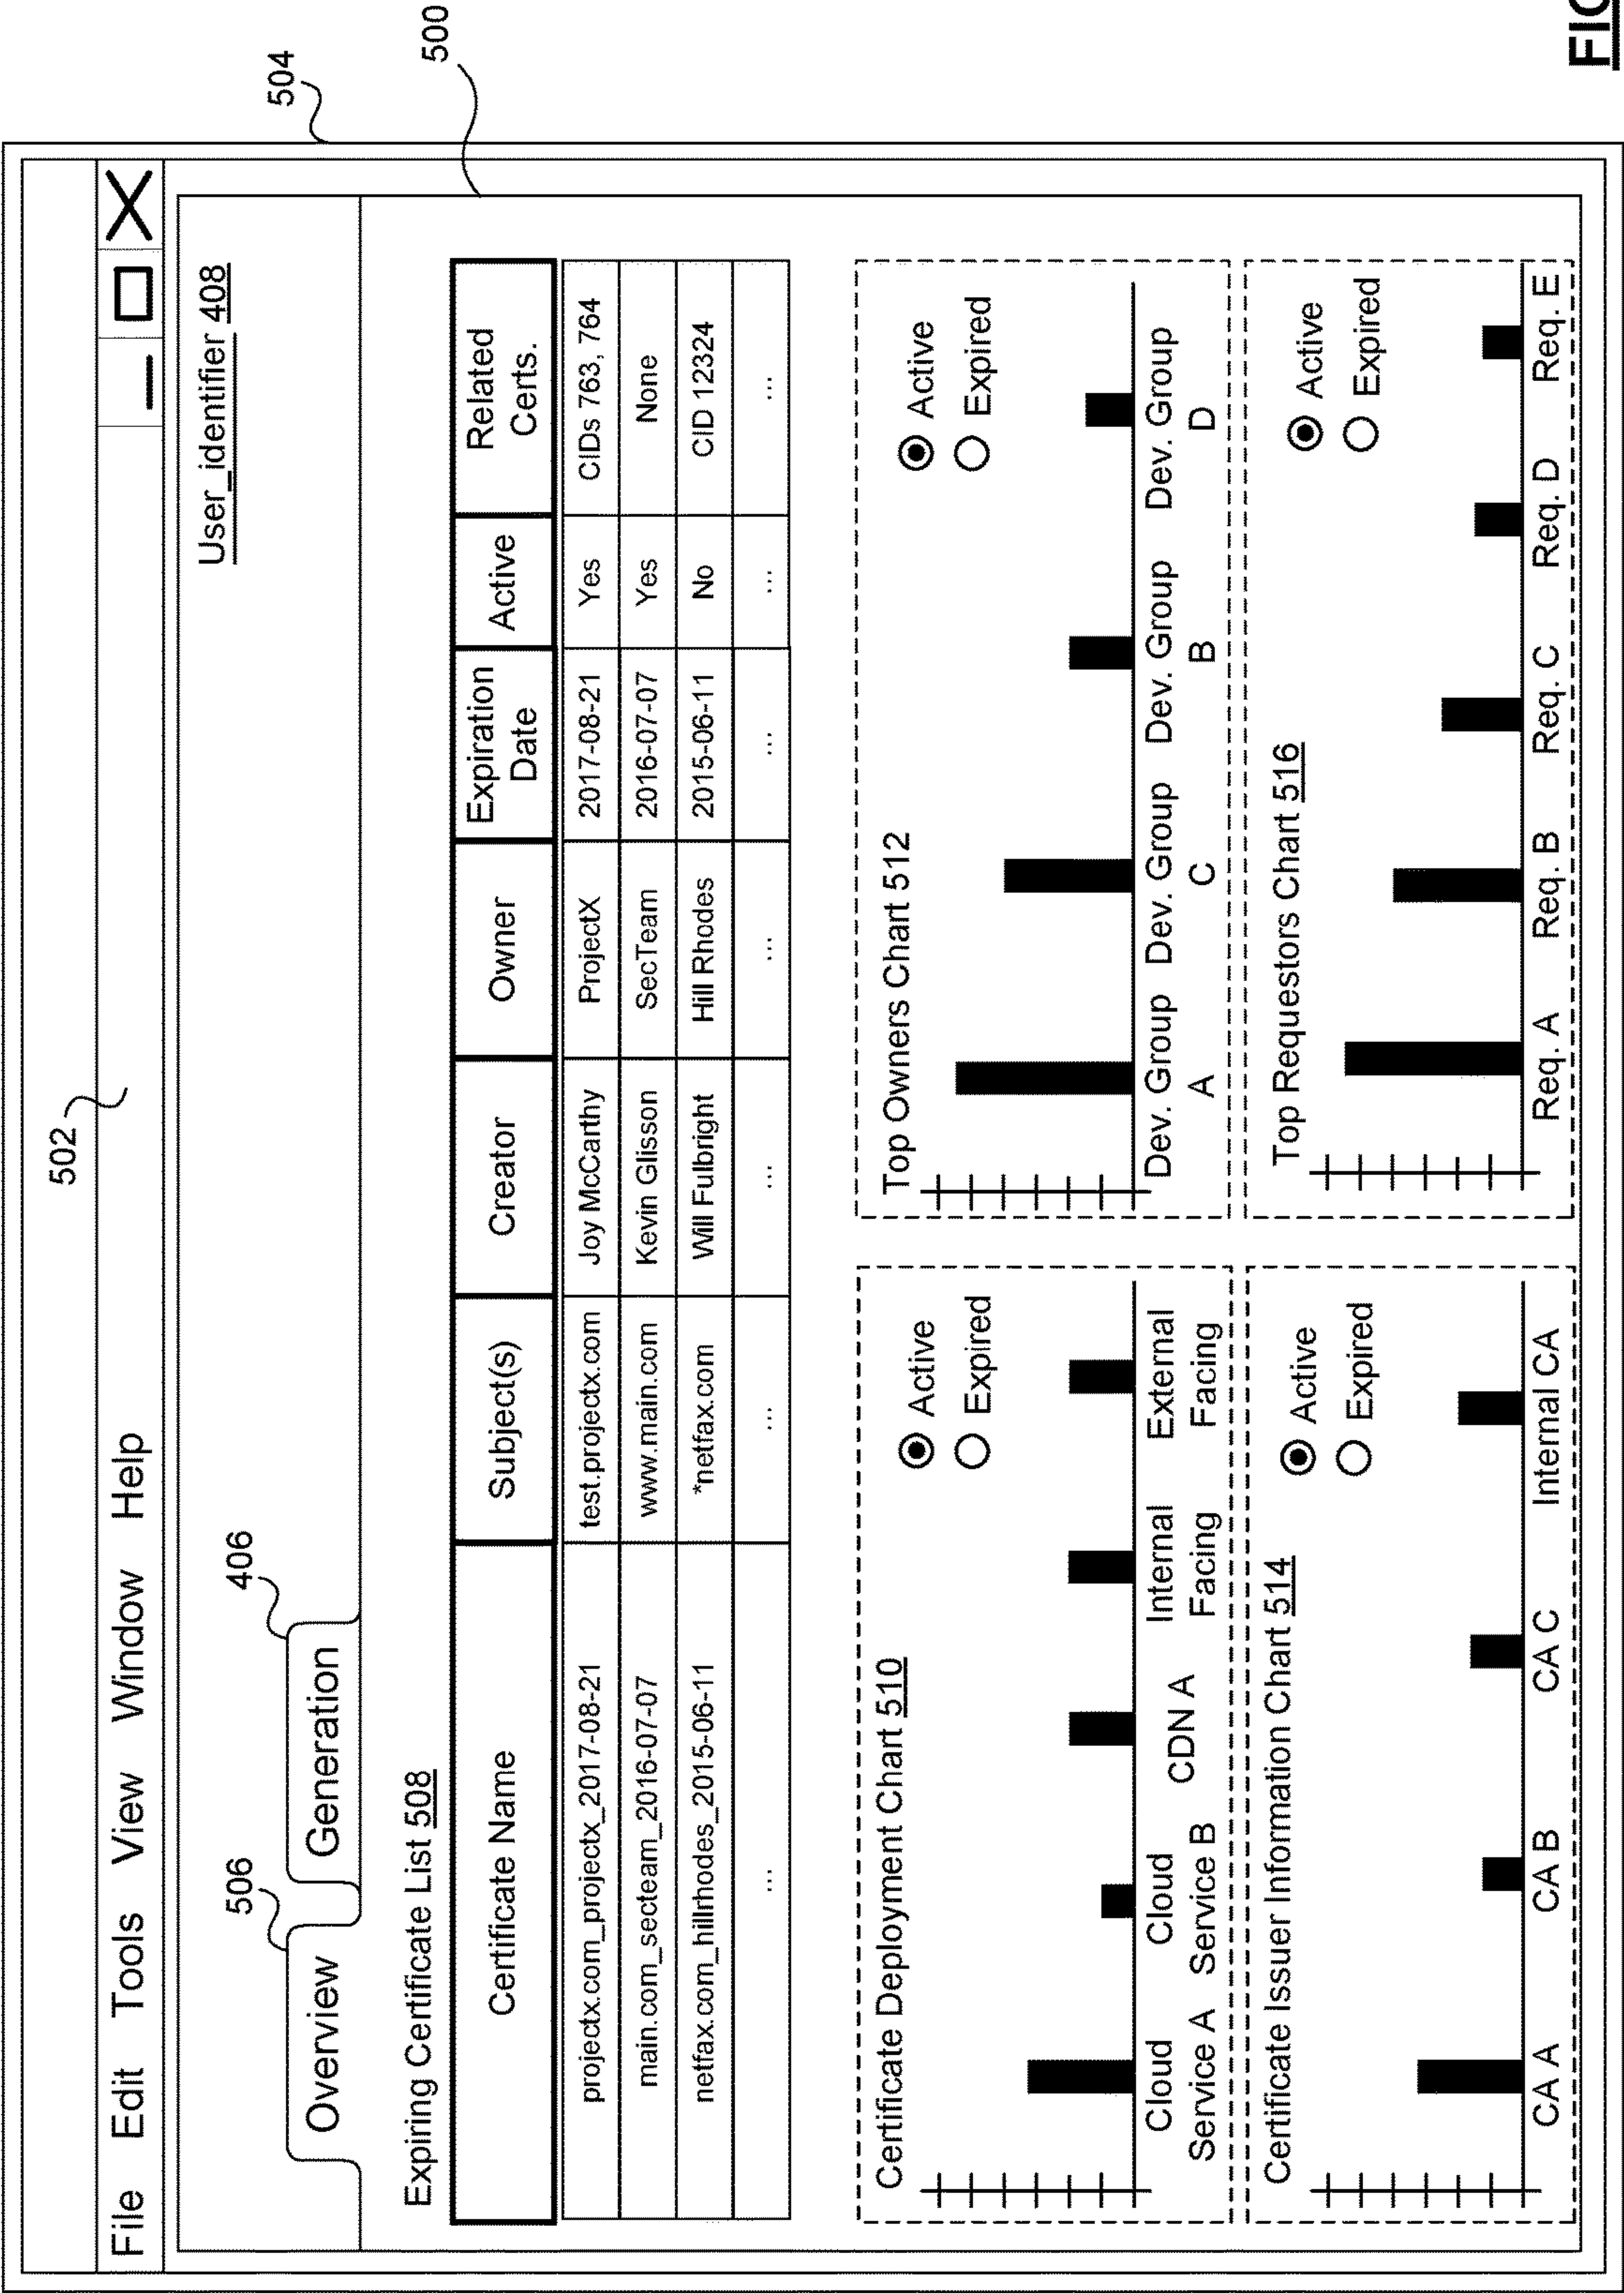 502
504
500
File Edit Tools View Window Help
506
406
Overview
Generation
User_identifier 408
Expiring Certificate List 508
Certificate Name Subject(s) Creator Owner Expiration Date Active Related Certs.
projectx.com_projectx_2017-08-21 test.projectx.com Joy McCarthy ProjectX 2017-08-21 Yes CIDs 763, 764
main.com_secteam_2016-07-07 www.main.com Kevin Glisson SecTeam 2016-07-07 Yes None
netfax.com_hillrhodes_2015-06-11 *netfax.com Will Fulbright Hill Rhodes 2015-06-11 No CID 12324
... ... ... ... ... ... ...
Certificate Deployment Chart 510
Active
Expired
Cloud Service A
Cloud Service B
CDN A
Internal Facing
External Facing
Top Owners Chart 512
Active
Expired
Dev. Group A
Dev. Group C
Dev. Group B
Dev. Group D
Certificate Issuer Information Chart 514
Active
Expired
CA A
CA B
CA C
Internal CA
Top Requestors Chart 516
Active
Expired
Req. A
Req. B
Req. C
Req. D
Req. E